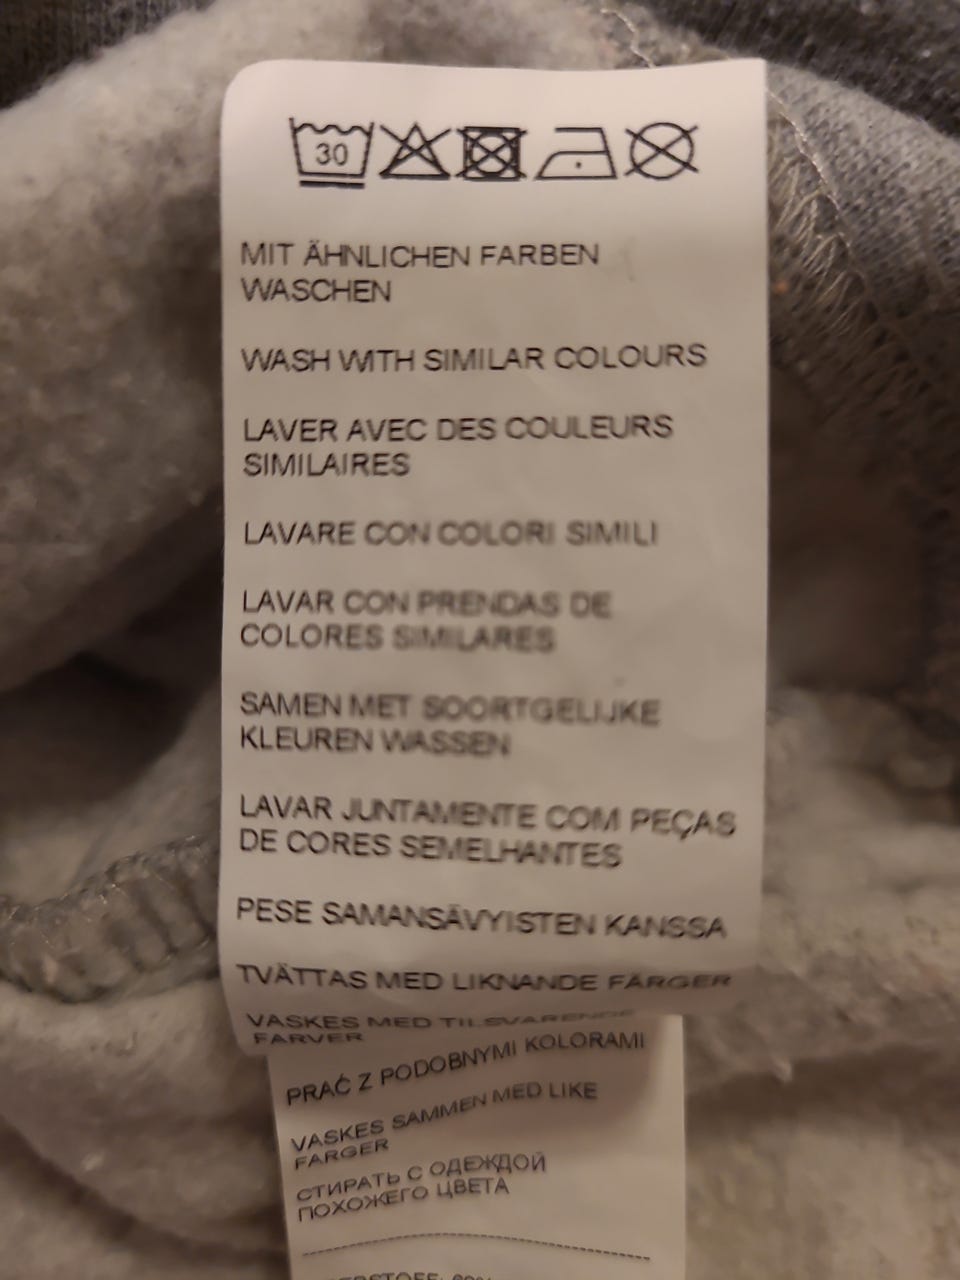 30
MIT ÄHNLICHEN FARBEN
WASCHEN
WASH WITH SIMILAR COLOURS
LAVER AVEC DES COULEURS
SIMILAIRES
LAVARE CON COLORI SIMILI
LAVAR CON PRENDAS DE
COLORES SIMILARES
SAMEN MET SOORTGELIJKE
KLEUREN WASSEN
LAVAR JUNTAMENTE COM PEÇAS
DE CORES SEMELHANTES
PESE SAMANSÄVYISTEN KANSSA
TVÄTTAS MED LIKNANDE FÄRGER
VASKES MED TILSVARENDE
FARVER
PRAĆ Z PODOBNYMI KOLORAMI
VASKES SAMMEN MED LIKE
FARGER
СТИРАТЬ С ОДЕЖДОЙ
ПОХОЖЕГО ЦВЕТА